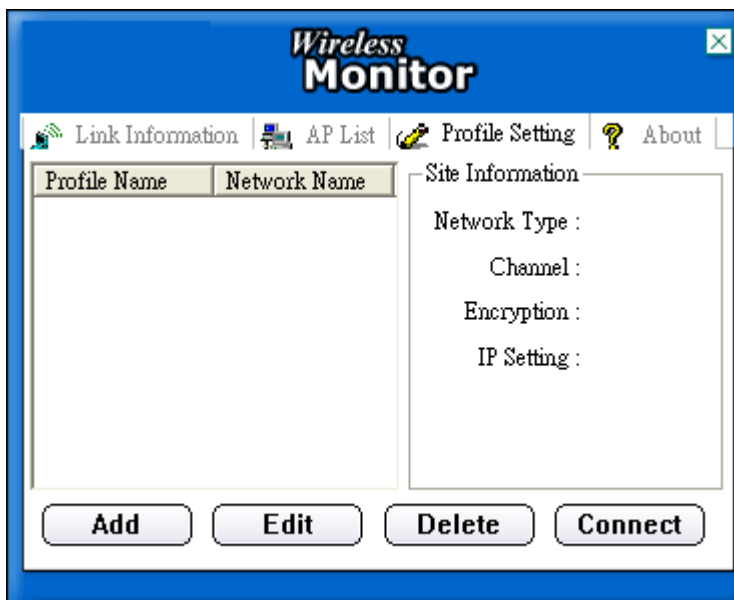 Wireless
Monitor
Link Information AP List Profile Setting About
Profile Name Network Name
Site Information
Network Type :
Channel :
Encryption :
IP Setting :
Add Edit Delete Connect